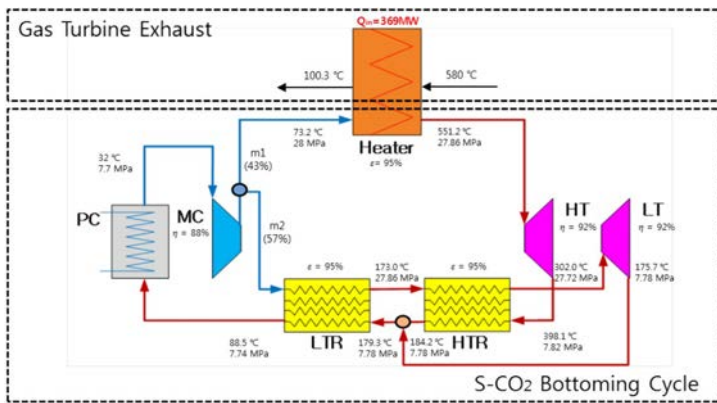 Gas Turbine Exhaust
Qin=369MW
100.3 ℃
580 ℃
Heater
ε= 95%
73.2 ℃
28 MPa
551.2 ℃
27.86 MPa
32 ℃
7.7 MPa
m1
(43%)
m2
(57%)
PC
MC
η = 88%
HT
η = 92%
LT
η = 92%
ε = 95%
173.0 ℃
27.86 MPa
ε = 95%
302.0 ℃
27.72 MPa
175.7 ℃
7.78 MPa
88.5 ℃
7.74 MPa
LTR
179.3 ℃
7.78 MPa
184.2 ℃
7.78 MPa
HTR
398.1 ℃
7.82 MPa
S-CO2 Bottoming Cycle